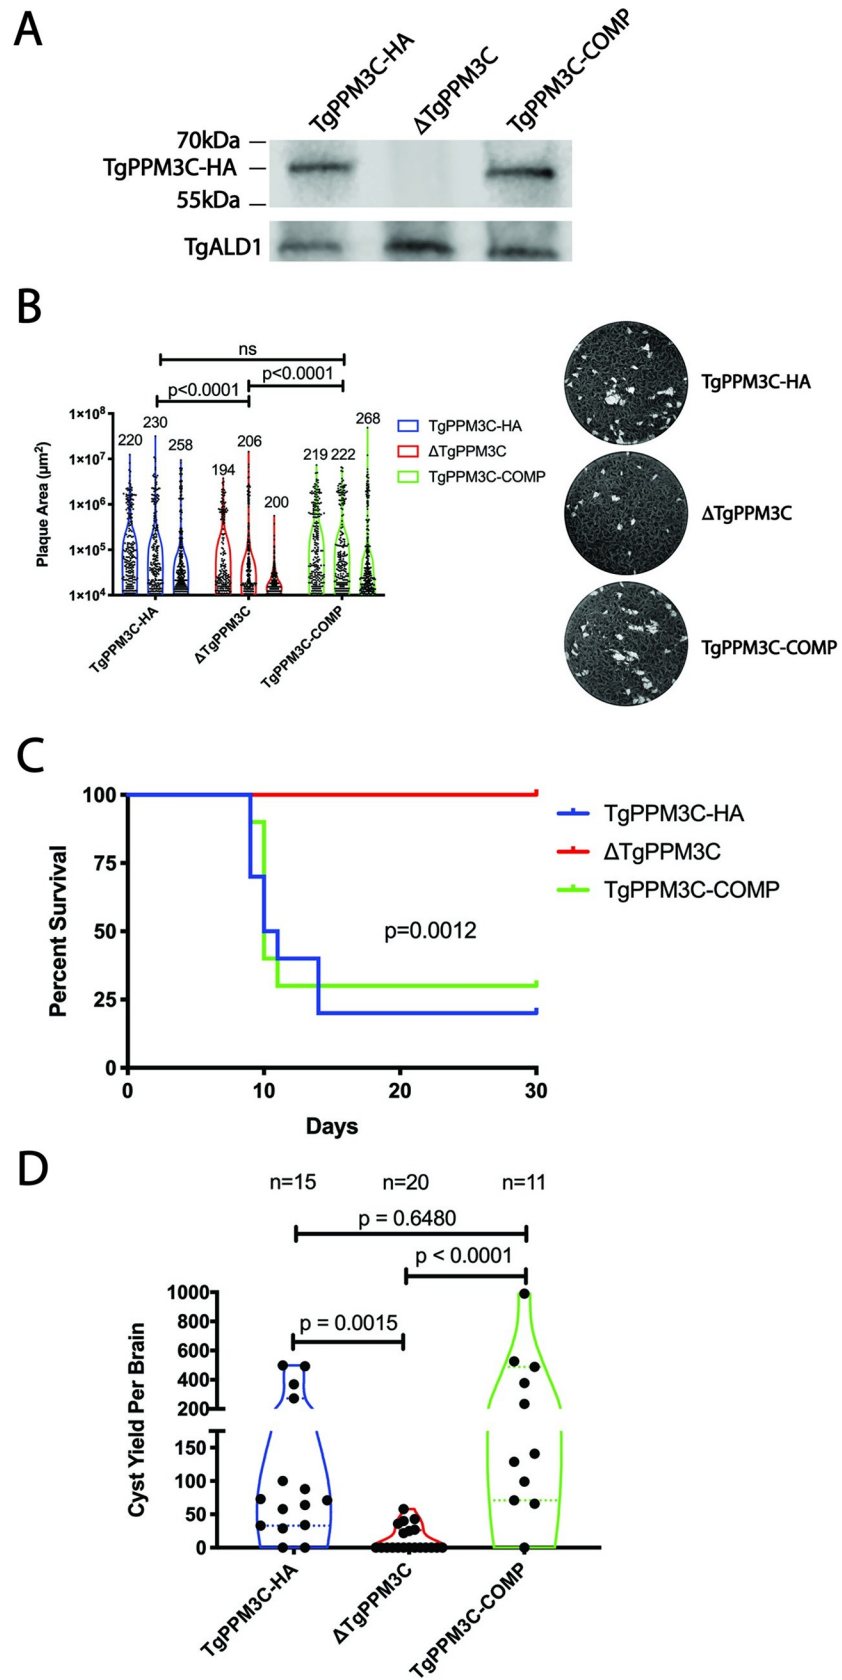 A
TgPPM3C-HA
ΔTgPPM3C
TgPPM3C-COMP
70kDa
TgPPM3C-HA
55kDa
TgALD1
B
ns
p<0.0001
p<0.0001
Plaque Area (µm²)
1×10⁸
1×10⁷
1×10⁶
1×10⁵
1×10⁴
220
230
258
194
206
200
219
222
268
TgPPM3C-HA
ΔTgPPM3C
TgPPM3C-COMP
TgPPM3C-HA
ΔTgPPM3C
TgPPM3C-COMP
TgPPM3C-HA
ΔTgPPM3C
TgPPM3C-COMP
C
Percent Survival
100
75
50
25
0
0 10 20 30
Days
p=0.0012
TgPPM3C-HA
ΔTgPPM3C
TgPPM3C-COMP
D
n=15 n=20 n=11
p = 0.6480
p < 0.0001
p = 0.0015
Cyst Yield Per Brain
1000
800
600
400
200
150
100
50
0
TgPPM3C-HA
ΔTgPPM3C
TgPPM3C-COMP